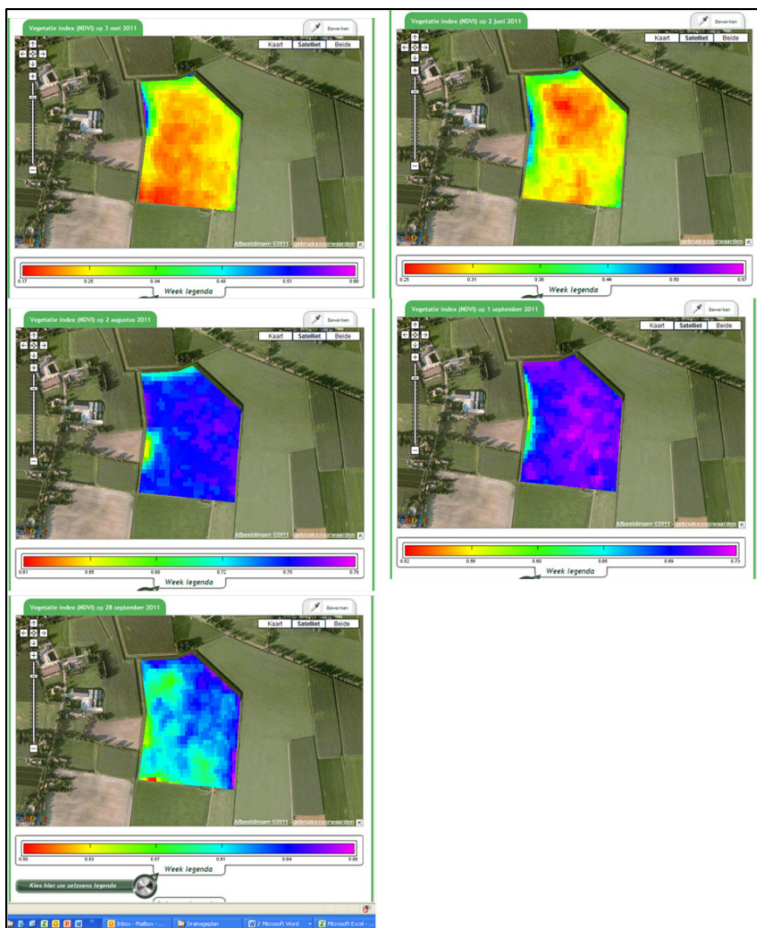 Vegetatie Index (NDVI) op 3 mei 2011
Bewerken
Kaart Satelliet Beide
Afbeeldingen ©2011 - gebruiksvoorwaarden
0.17 0.25 0.34 0.43 0.51 0.60
Week legenda
Vegetatie Index (NDVI) op 2 juni 2011
Bewerken
Kaart Satelliet Beide
gebruiksvoorwaarden
0.25 0.31 0.38 0.44 0.50 0.57
Week legenda
Vegetatie Index (NDVI) op 2 augustus 2011
Bewerken
Kaart Satelliet Beide
Afbeeldingen ©2011 - gebruiksvoorwaarden
0.61 0.65 0.68 0.72 0.75 0.79
Week legenda
Vegetatie Index (NDVI) op 1 september 2011
Bewerken
Kaart Satelliet Beide
Afbeeldingen ©2011 - gebruiksvoorwaarden
0.52 0.56 0.60 0.65 0.69 0.73
Week legenda
Vegetatie Index (NDVI) op 28 september 2011
Bewerken
Kaart Satelliet Beide
Afbeeldingen ©2011 - gebruiksvoorwaarden
0.50 0.53 0.57 0.61 0.64
Week legenda
Kies hier uw seizoens legenda
Inbox - Mailbox - ... Drainageplan 2 Microsoft Word Microsoft Excel - ...